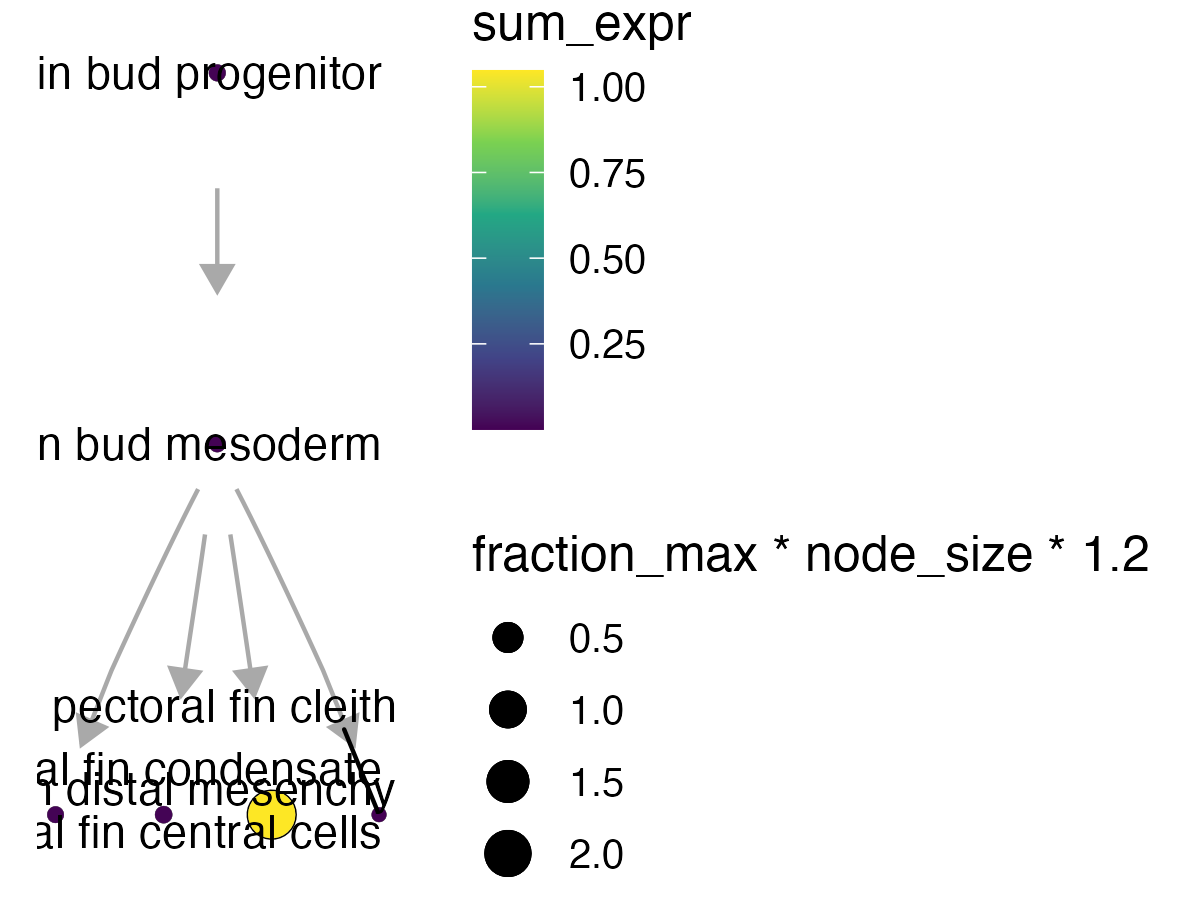 in bud progenitor
n bud mesoderm
pectoral fin cleith
al fin condensate
distal mesenchy
al fin central cells
sum_expr
1.00
0.75
0.50
0.25
fraction_max * node_size * 1.2
0.5
1.0
1.5
2.0